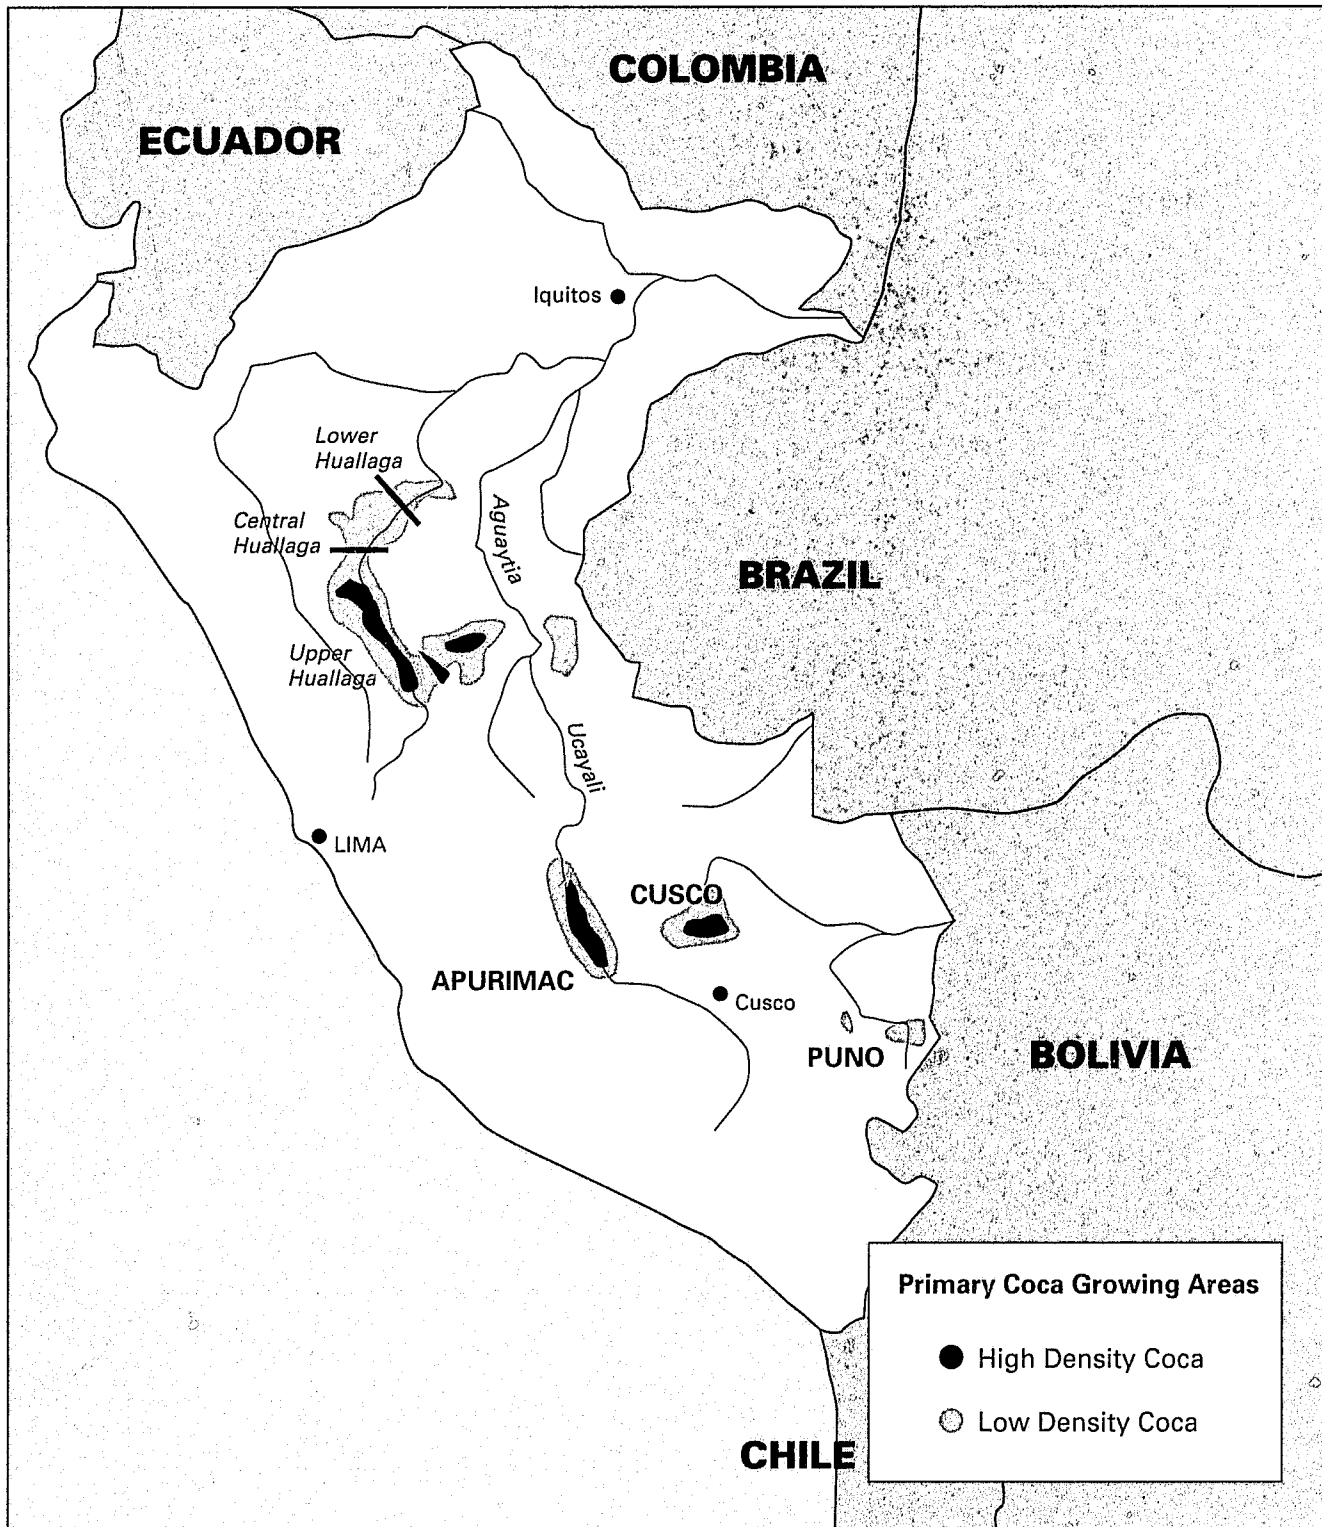 COLOMBIA
ECUADOR
Iquitos
Lower
Huallaga
Central
Huallaga
Aguaytia
BRAZIL
Upper
Huallaga
Ucayali
LIMA
CUSCO
APURIMAC
Cusco
PUNO
BOLIVIA
Primary Coca Growing Areas
High Density Coca
Low Density Coca
CHILE